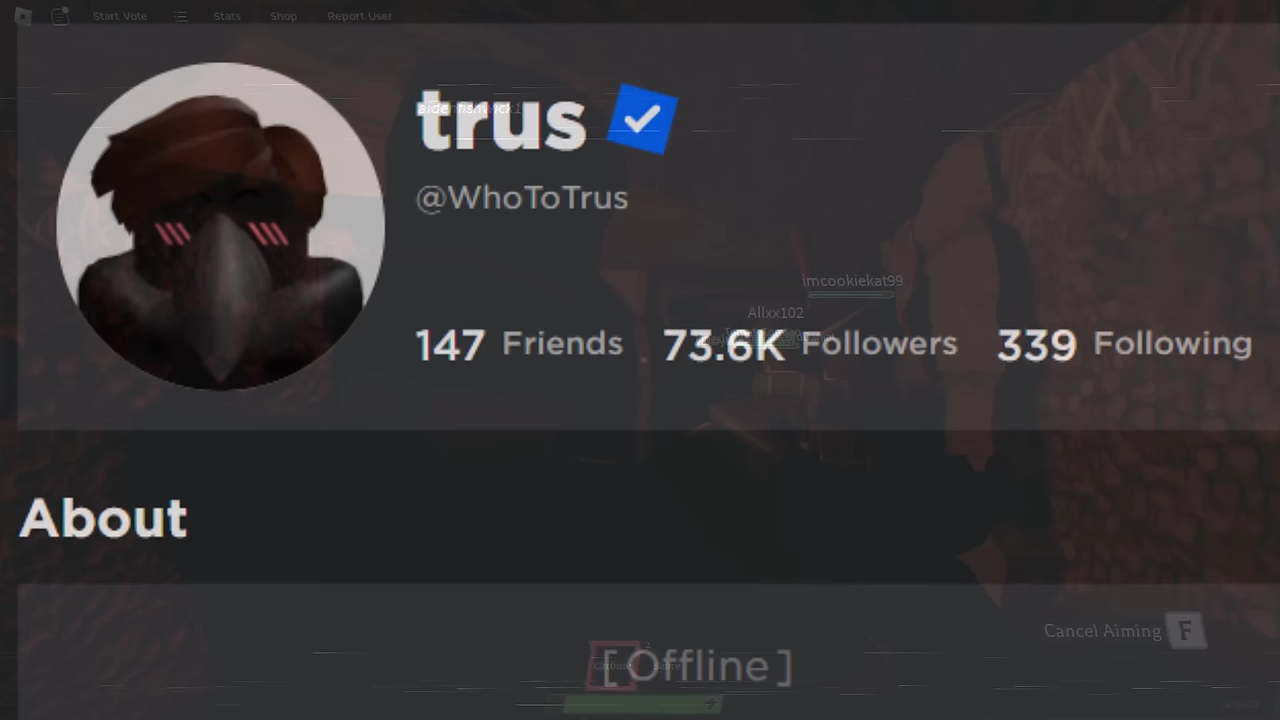 Start Vote Stats Shop Report User
trus
@WhoToTrus
imcookiekat99
Allxx102
147 Friends 73.6K Followers 339 Following
About
Cancel Aiming F
2
[ Offline ]